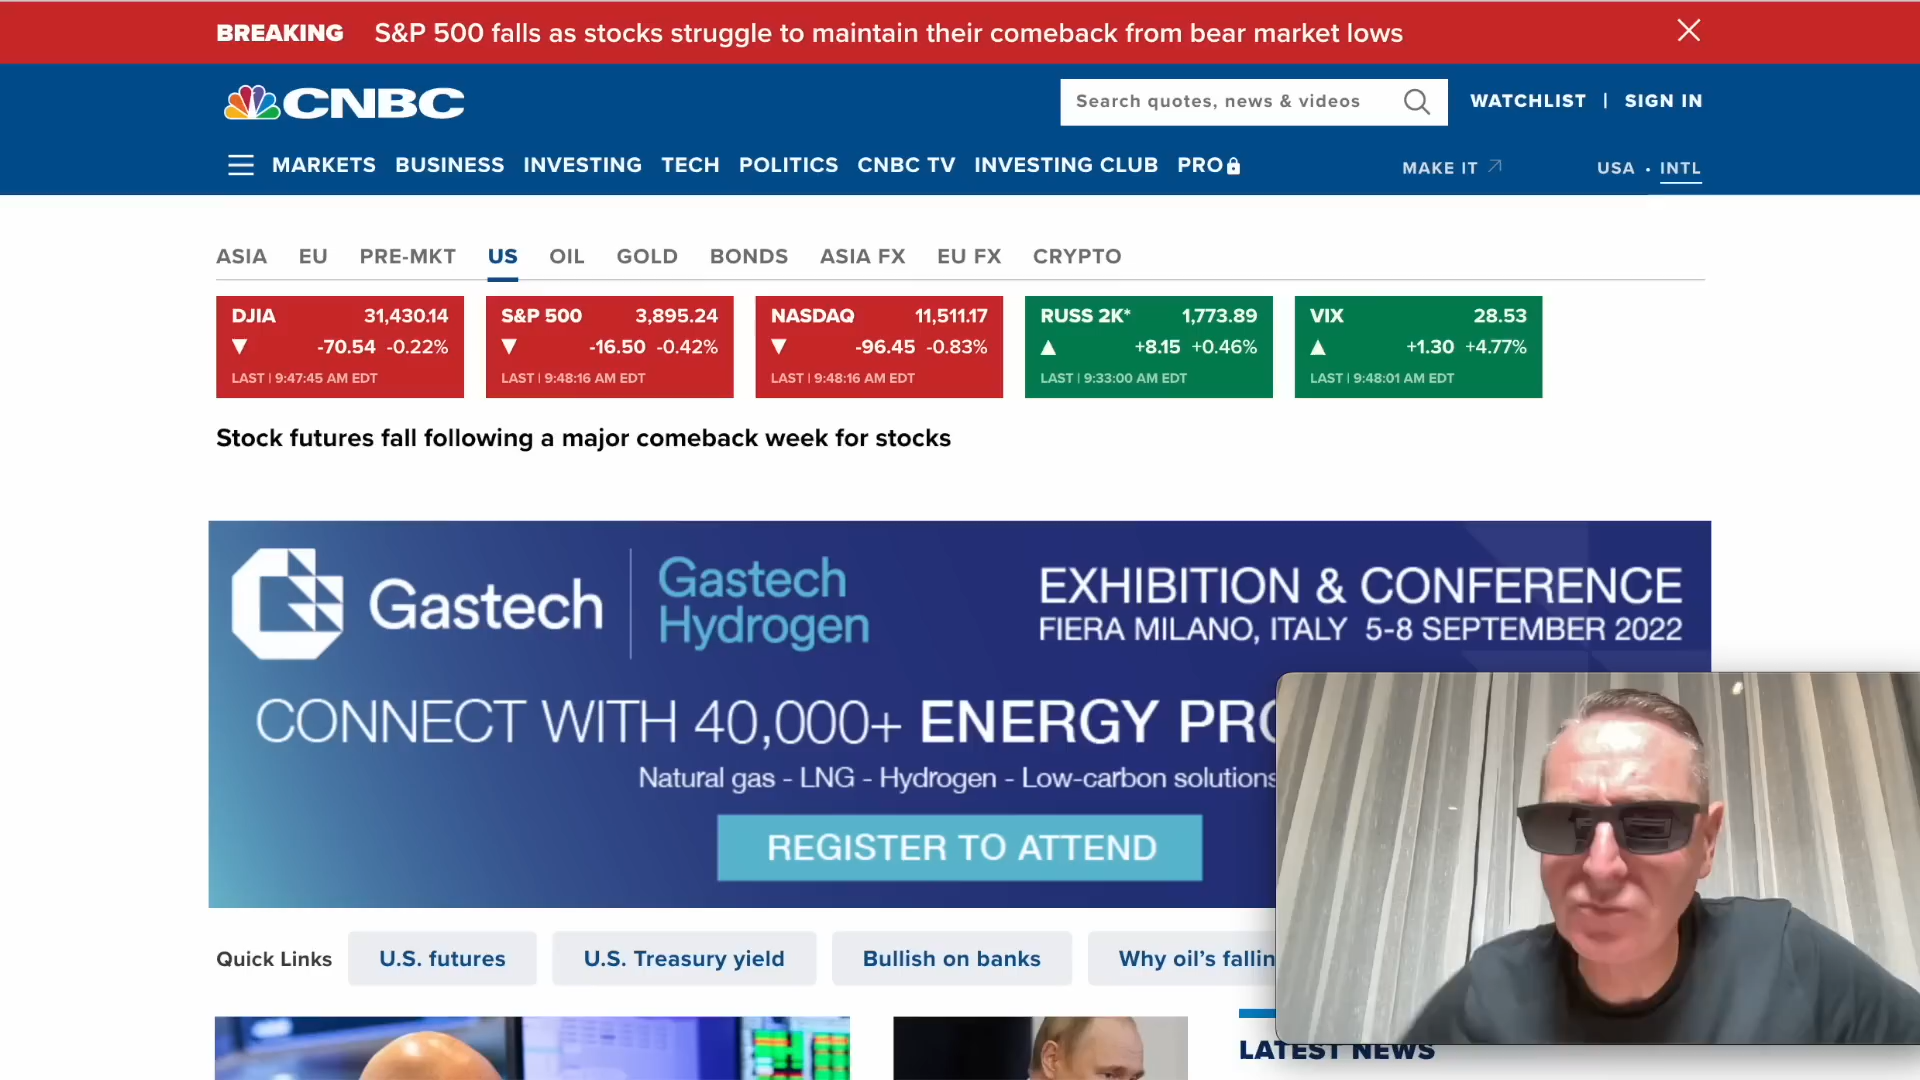 BREAKING S&P 500 falls as stocks struggle to maintain their comeback from bear market lows
CNBC
Search quotes, news & videos
WATCHLIST | SIGN IN
MARKETS BUSINESS INVESTING TECH POLITICS CNBC TV INVESTING CLUB PRO
MAKE IT
USA • INTL
ASIA EU PRE-MKT US OIL GOLD BONDS ASIA FX EU FX CRYPTO
DJIA 31,430.14
-70.54 -0.22%
LAST | 9:47:45 AM EDT
S&P 500 3,895.24
-16.50 -0.42%
LAST | 9:48:16 AM EDT
NASDAQ 11,511.17
-96.45 -0.83%
LAST | 9:48:16 AM EDT
RUSS 2K* 1,773.89
+8.15 +0.46%
LAST | 9:33:00 AM EDT
VIX 28.53
+1.30 +4.77%
LAST | 9:48:01 AM EDT
Stock futures fall following a major comeback week for stocks
Gastech
Gastech
Hydrogen
EXHIBITION & CONFERENCE
FIERA MILANO, ITALY 5-8 SEPTEMBER 2022
CONNECT WITH 40,000+ ENERGY PRO
Natural gas - LNG - Hydrogen - Low-carbon solutions
REGISTER TO ATTEND
Quick Links
U.S. futures
U.S. Treasury yield
Bullish on banks
Why oil's fallin
LATEST NEWS